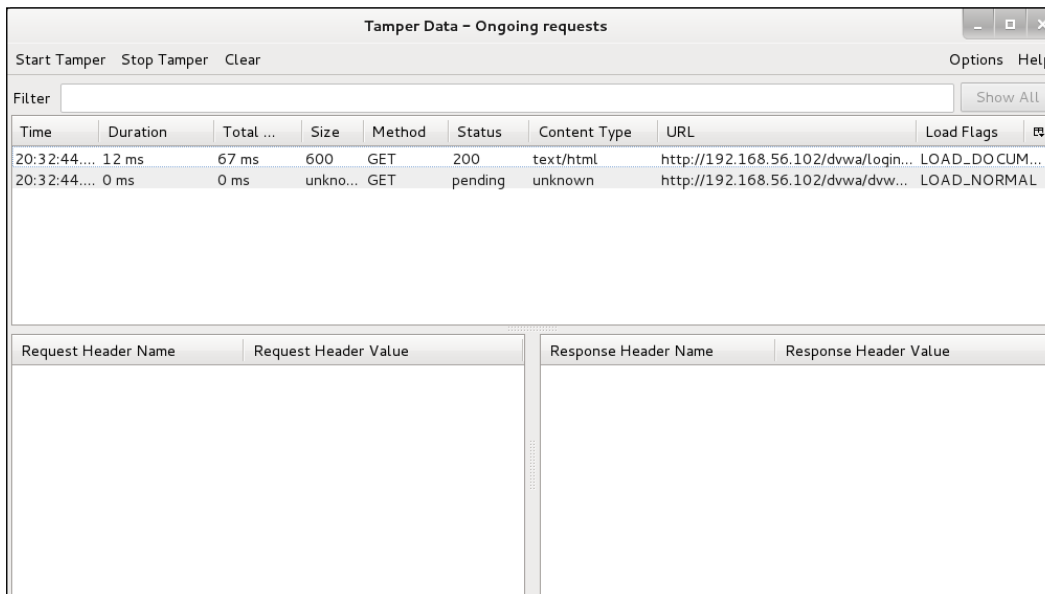 Tamper Data – Ongoing requests
Start Tamper Stop Tamper Clear Options Help
Filter Show All
Time Duration Total ... Size Method Status Content Type URL Load Flags
20:32:44.... 12 ms 67 ms 600 GET 200 text/html http://192.168.56.102/dvwa/login... LOAD_DOCUM...
20:32:44.... 0 ms 0 ms unkno... GET pending unknown http://192.168.56.102/dvwa/dvw... LOAD_NORMAL
Request Header Name Request Header Value Response Header Name Response Header Value